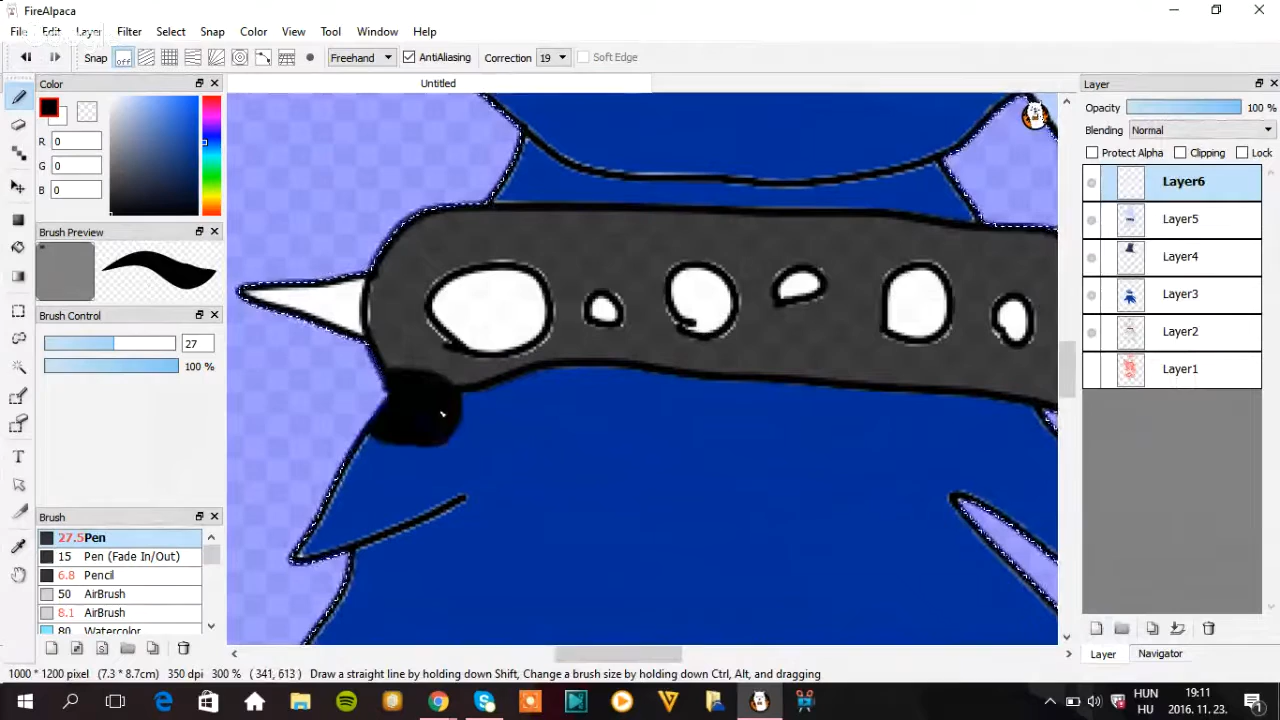 FireAlpaca
File Edit Layer Filter Select Snap Color View Tool Window Help
Snap off Freehand AntiAliasing Correction 19 Soft Edge
Color
Untitled
Layer
R 0
G 0
B 0
Opacity 100 %
Blending Normal
Protect Alpha Clipping Lock
Layer6
Layer5
Layer4
Layer3
Layer2
Layer1
Brush Preview
Brush Control
27
100 %
Brush
27.5 Pen
15 Pen (Fade In/Out)
6.8 Pencil
50 AirBrush
8.1 AirBrush
80 Watercolor
Layer Navigator
1000 * 1200 pixel (7.3 * 8.7cm) 350 dpi 300 % ( 341, 613 ) Draw a straight line by holding down Shift, Change a brush size by holding down Ctrl, Alt, and dragging
HUN 19:11
HU 2016. 11. 23.